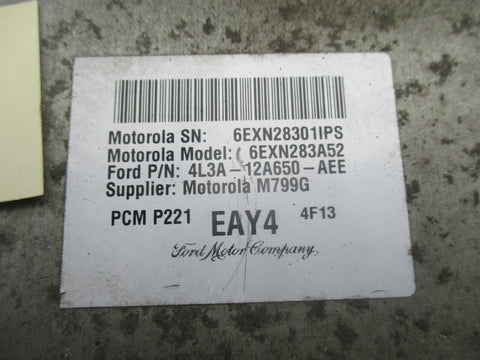 Motorola SN: 6EXN28301IPS
Motorola Model: 6EXN283A52
Ford P/N: 4L3A-12A650-AEE
Supplier: Motorola M799G
PCM P221 EAY4 4F13
Ford Motor Company